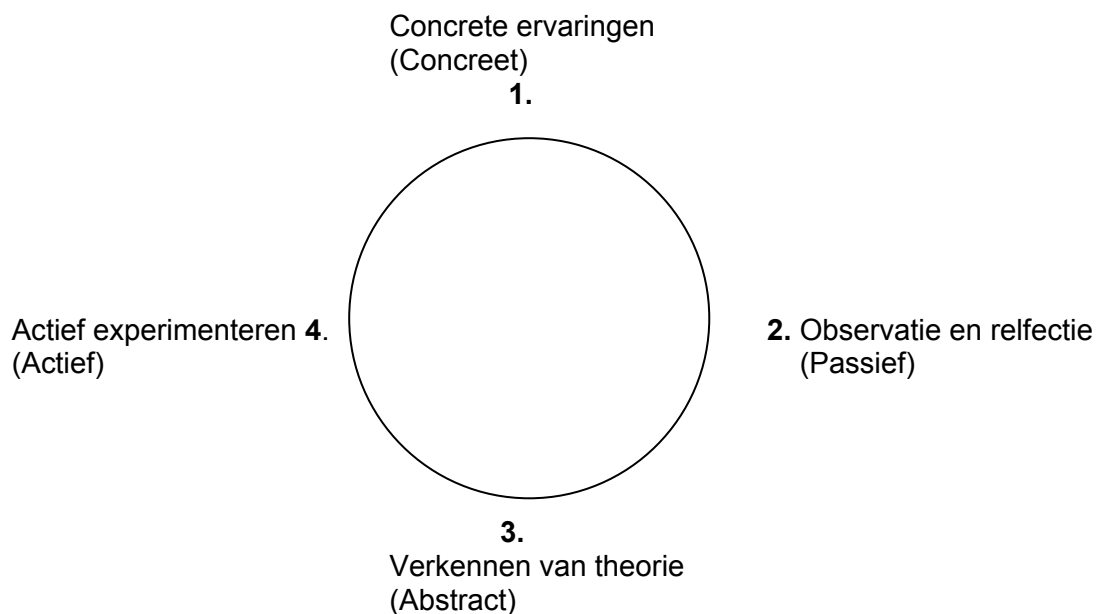 Concrete ervaringen
(Concreet)
1.
Actief experimenteren 4.
(Actief)
2. Observatie en relfectie
(Passief)
3.
Verkennen van theorie
(Abstract)